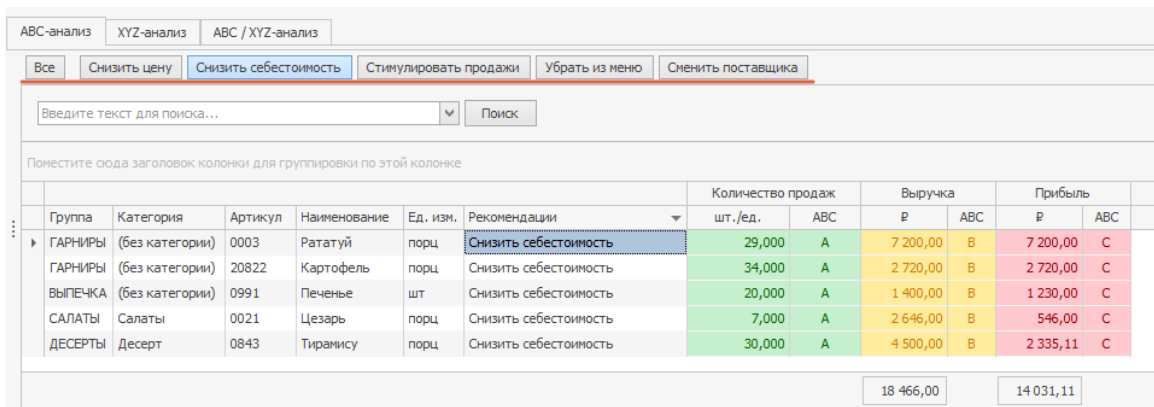 ABC-анализ XYZ-анализ ABC / XYZ-анализ
Все Снизить цену Снизить себестоимость Стимулировать продажи Убрать из меню Сменить поставщика
Введите текст для поиска... Поиск
Поместите сюда заголовок колонки для группировки по этой колонке
Количество продаж Выручка Прибыль
Группа Категория Артикул Наименование Ед. изм. Рекомендации шт./ед. ABC ₽ ABC ₽ ABC
ГАРНИРЫ (без категории) 0003 Рататуй порц Снизить себестоимость 29,000 A 7 200,00 B 7 200,00 C
ГАРНИРЫ (без категории) 20822 Картофель порц Снизить себестоимость 34,000 A 2 720,00 B 2 720,00 C
ВЫПЕЧКА (без категории) 0991 Печенье шт Снизить себестоимость 20,000 A 1 400,00 B 1 230,00 C
САЛАТЫ Салаты 0021 Цезарь порц Снизить себестоимость 7,000 A 2 646,00 B 546,00 C
ДЕСЕРТЫ Десерт 0843 Тирамису порц Снизить себестоимость 30,000 A 4 500,00 B 2 335,11 C
18 466,00 14 031,11